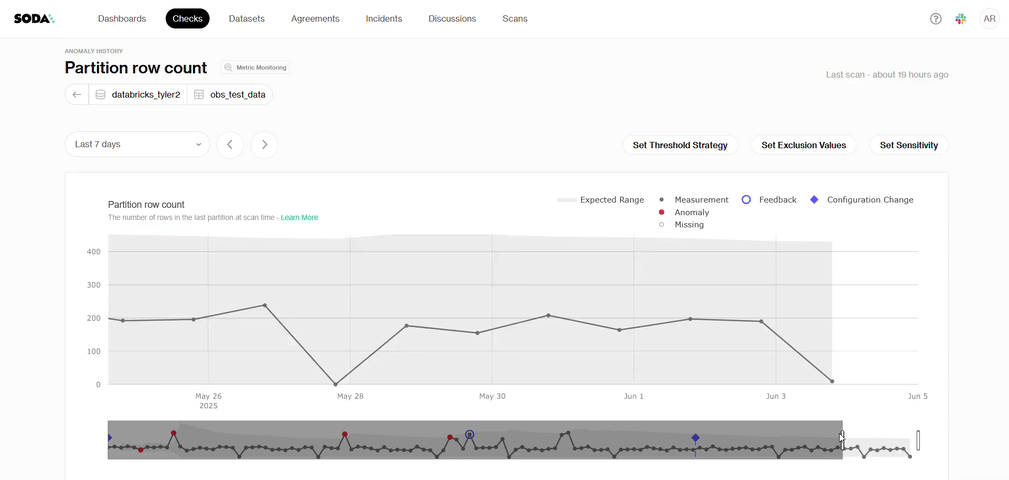 SODA
Dashboards
Checks
Datasets
Agreements
Incidents
Discussions
Scans
?
AR
ANOMALY HISTORY
Partition row count
Metric Monitoring
Last scan - about 19 hours ago
databricks_tyler2
obs_test_data
Last 7 days
Set Threshold Strategy
Set Exclusion Values
Set Sensitivity
Partition row count
The number of rows in the last partition at scan time - Learn More
Expected Range
Measurement
Feedback
Configuration Change
Anomaly
Missing
400
300
200
100
0
May 26
2025
May 28
May 30
Jun 1
Jun 3
Jun 5